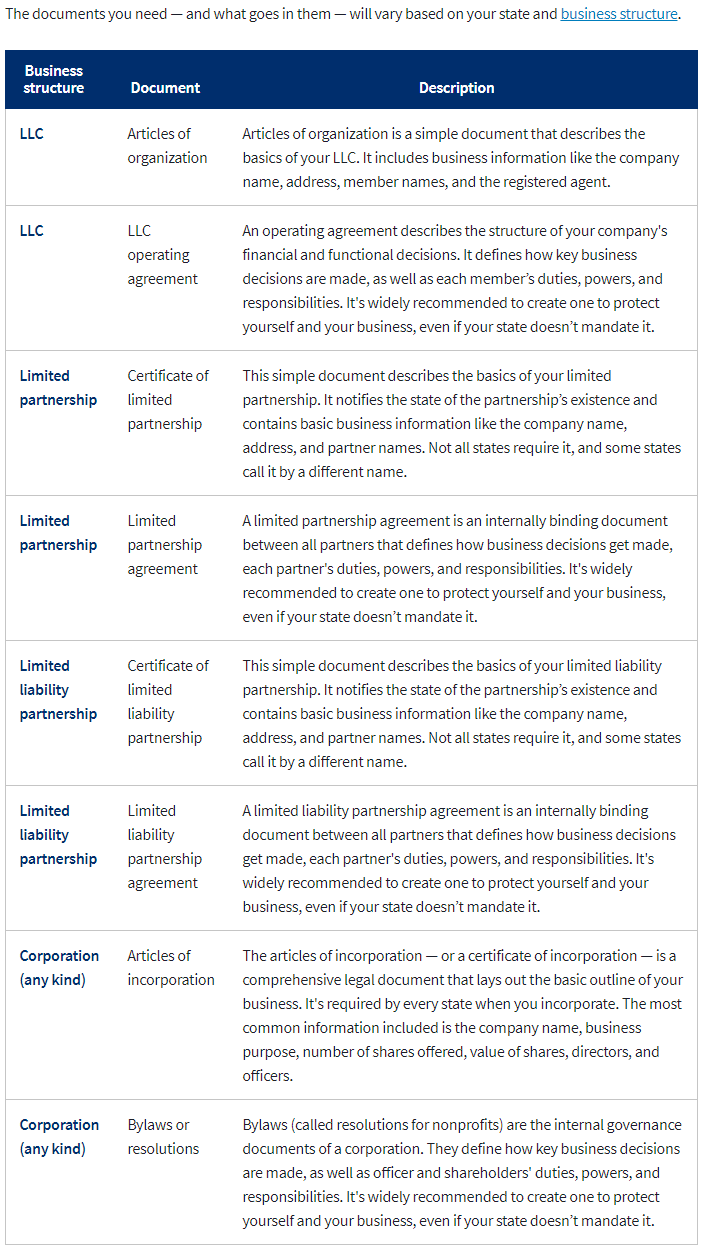 The documents you need — and what goes in them — will vary based on your state and business structure.
Business
structure
Document
Description
LLC
Articles of
organization
Articles of organization is a simple document that describes the
basics of your LLC. It includes business information like the company
name, address, member names, and the registered agent.
LLC
LLC
operating
agreement
An operating agreement describes the structure of your company's
financial and functional decisions. It defines how key business
decisions are made, as well as each member’s duties, powers, and
responsibilities. It's widely recommended to create one to protect
yourself and your business, even if your state doesn’t mandate it.
Limited
partnership
Certificate of
limited
partnership
This simple document describes the basics of your limited
partnership. It notifies the state of the partnership’s existence and
contains basic business information like the company name,
address, and partner names. Not all states require it, and some states
call it by a different name.
Limited
partnership
Limited
partnership
agreement
A limited partnership agreement is an internally binding document
between all partners that defines how business decisions get made,
each partner's duties, powers, and responsibilities. It's widely
recommended to create one to protect yourself and your business,
even if your state doesn’t mandate it.
Limited
liability
partnership
Certificate of
limited
liability
partnership
This simple document describes the basics of your limited liability
partnership. It notifies the state of the partnership’s existence and
contains basic business information like the company name,
address, and partner names. Not all states require it, and some states
call it by a different name.
Limited
liability
partnership
Limited
liability
partnership
agreement
A limited liability partnership agreement is an internally binding
document between all partners that defines how business decisions
get made, each partner's duties, powers, and responsibilities. It's
widely recommended to create one to protect yourself and your
business, even if your state doesn’t mandate it.
Corporation
(any kind)
Articles of
incorporation
The articles of incorporation — or a certificate of incorporation — is a
comprehensive legal document that lays out the basic outline of your
business. It's required by every state when you incorporate. The most
common information included is the company name, business
purpose, number of shares offered, value of shares, directors, and
officers.
Corporation
(any kind)
Bylaws or
resolutions
Bylaws (called resolutions for nonprofits) are the internal governance
documents of a corporation. They define how key business decisions
are made, as well as officer and shareholders' duties, powers, and
responsibilities. It's widely recommended to create one to protect
yourself and your business, even if your state doesn’t mandate it.